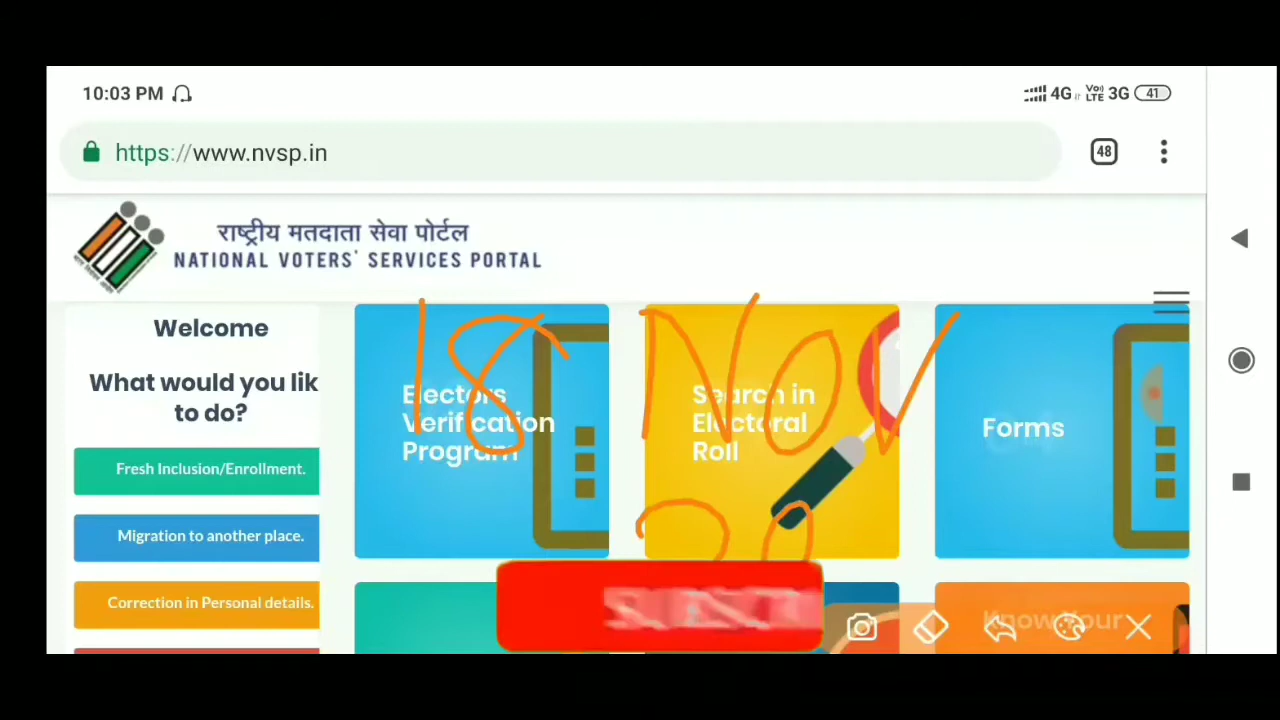 10:03 PM
4G Vo) LTE 3G 41
https://www.nvsp.in
48
राष्ट्रीय मतदाता सेवा पोर्टल
NATIONAL VOTERS' SERVICES PORTAL
Welcome
What would you lik
to do?
Fresh Inclusion/Enrollment.
Migration to another place.
Correction in Personal details.
Electors
Verification
Program
Search in
Electoral
Roll
Forms
18 Nov
20
Know Your